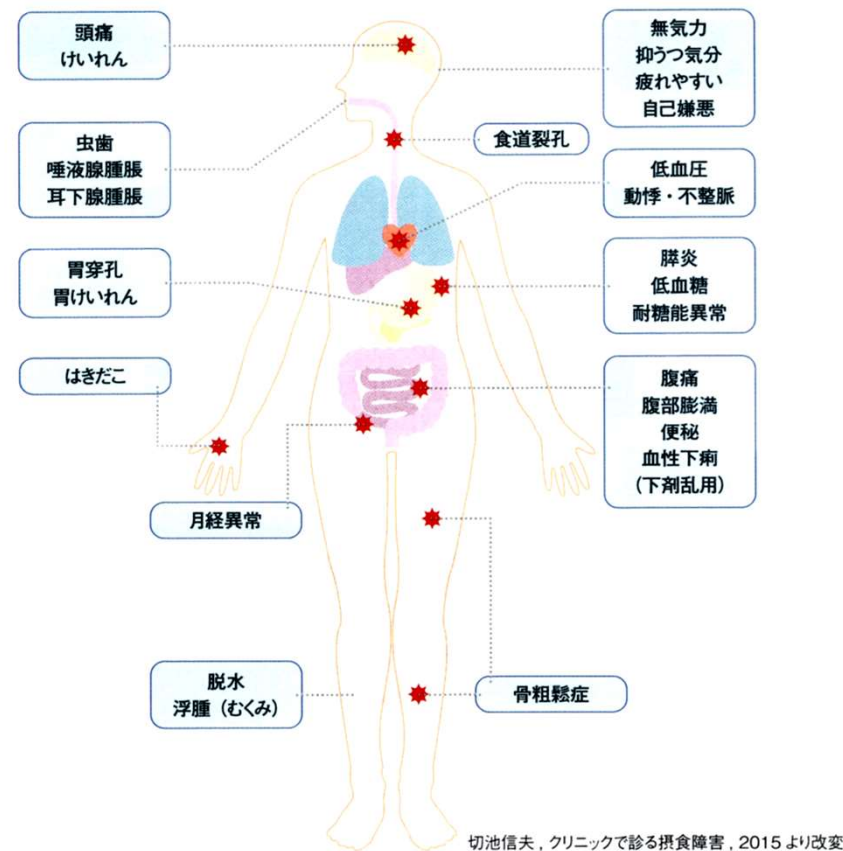 頭痛
けいれん
無気力
抑うつ気分
疲れやすい
自己嫌悪
虫歯
唾液腺腫脹
耳下腺腫脹
食道裂孔
低血圧
動悸・不整脈
胃穿孔
胃けいれん
膵炎
低血糖
耐糖能異常
はきだこ
腹痛
腹部膨満
便秘
血性下痢
(下剤乱用)
月経異常
脱水
浮腫(むくみ)
骨粗鬆症
切池信夫,クリニックで診る摂食障害,2015より改変